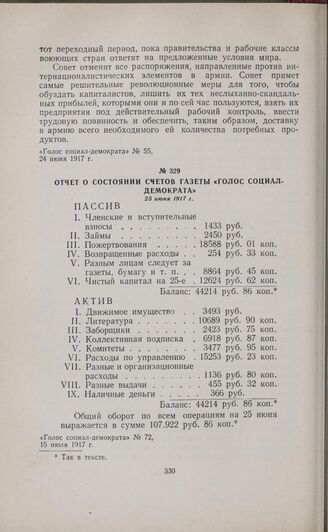 тот переходный период, пока правительства и рабочие классы
воюющих стран ответят на предложенные условия мира.
Совет отменит все распоряжения, направленные против ин-
тернационалистических элементов в армии. Совет примет
самые решительные революционные меры для того, чтобы
обуздать капиталистов, лишить их тех неслыханно-скандаль-
ных прибылей, которыми они и по сей час пользуются, взять их
предприятия под действительный рабочий контроль, ввести
трудовую повинность и обеспечить, таким образом, доставку
в армию всего необходимого ей количества потребных про-
дуктов.
«Голос социал-демократа» № 55,
24 июня 1917 г.
№ 329
ОТЧЕТ О СОСТОЯНИИ СЧЕТОВ ГАЗЕТЫ «ГОЛОС СОЦИАЛ-
ДЕМОКРАТА»
25 июня 1917 г.
ПАССИВ
I. Членские и вступительные
взносы . . . . . . . . 1433 руб.
II. Займы . . . . . . . . 2450 руб.
III. Пожертвования . . . . . 18588 руб. 01 коп.
IV. Возвращенные расходы . . 254 руб. 33 коп.
V. Разным лицам следует за
газеты, бумагу и т. п. . . 8864 руб. 45 коп.
VI. Чистый капитал на 25-е . 12624 руб. 62 коп.
Баланс: 44214 руб. 86 коп.*
АКТИВ
I. Движимое имущество . . 3493 руб.
II. Литература . . . . . . . 10689 руб. 90 коп.
III. Заборщики . . . . . . 2423 руб. 75 коп.
IV. Коллективная подписка . 6918 руб. 87 коп.
V. Комитеты . . . . . . . 3477 руб. 95 коп.
VI. Расходы по управлению . 15253 руб. 23 коп.
VII. Разные и организационные
расходы . . . . . . . 1136 руб. 80 коп.
VIII. Разные выдачи . . . . . 455 руб. 32 коп.
IX. Наличные деньги . . . . 366 руб.
Баланс: 44214 руб. 86 коп.*
Общий оборот по всем операциям на 25 июня
выражается в сумме 107.922 руб. 86 коп.*
«Голос социал-демократа» № 72,
15 июля 1917 г.
* Так в тексте.
330